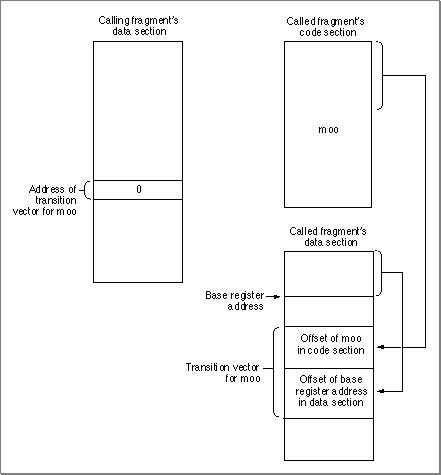 Calling fragment's
data section
Called fragment's
code section
moo
Address of
transition
vector for moo
0
Called fragment's
data section
Base register
address
Offset of moo
in code section
Transition vector
for moo
Offset of base
register address
in data section